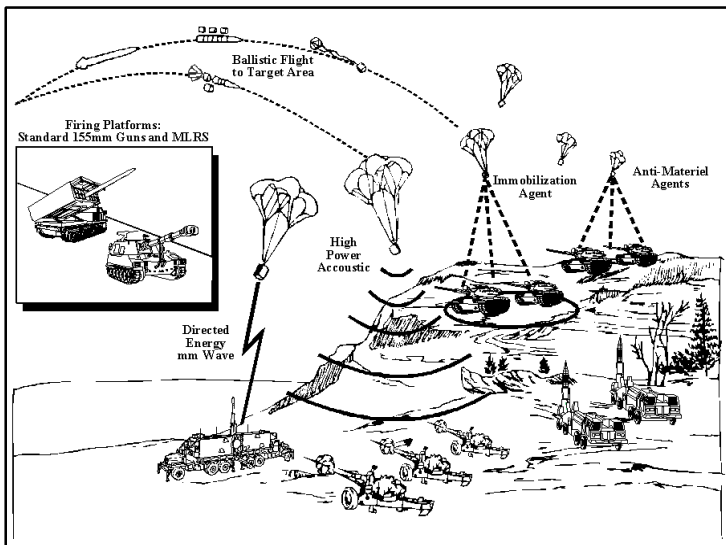 Ballistic Flight
to Target Area
Firing Platforms:
Standard 155mm Guns and MLRS
Immobilization
Agent
Anti-Materiel
Agents
High
Power
Accoustic
Directed
Energy
mm Wave